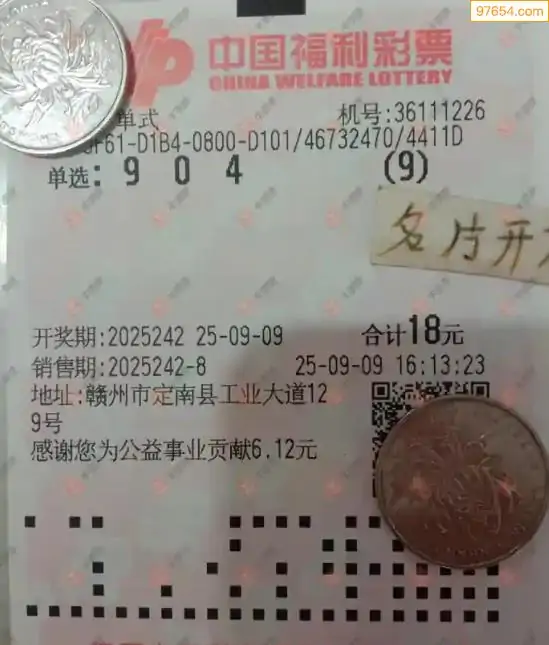 97654.com
中国福利彩票
CHINA WELFARE LOTTERY
单式 机号:36111226
F61-D1B4-0800-D101/46732470/4411D
单选: 9 0 4 (9)
名片开
开奖期:2025242 25-09-09 合计18元
销售期:2025242-8 25-09-09 16:13:23
地址:赣州市定南县工业大道12
9号
感谢您为公益事业贡献6.12元